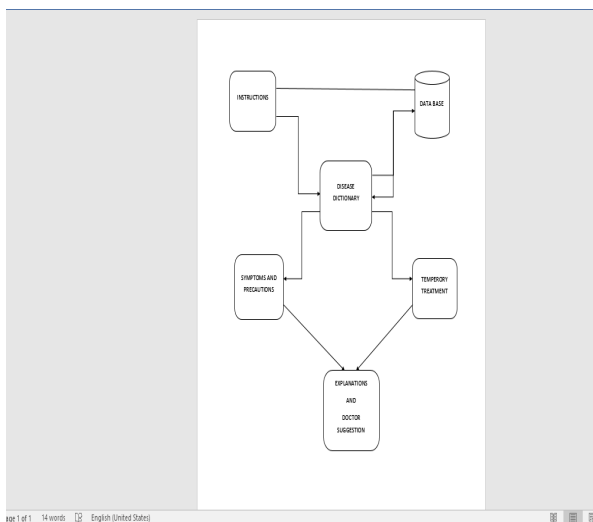 INSTRUCTIONS
DATA BASE
DISEASE
DICTIONARY
SYMPTOMS AND
PRECAUTIONS
TEMPERORY
TREATMENT
EXPLANATIONS
AND
DOCTOR
SUGGESTION
age 1 of 1 14 words English (United States)